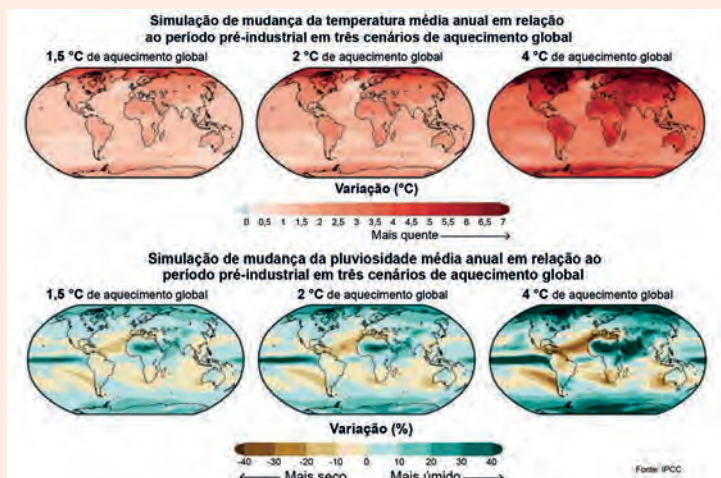 Simulação de mudança da temperatura média anual em relação
ao período pré-industrial em três cenários de aquecimento global
1,5 °C de aquecimento global
2 °C de aquecimento global
4 °C de aquecimento global
Variação (°C)
0 0,5 1 1,5 2 2,5 3 3,5 4 4,5 5 5,5 6 6,5 7
Mais quente
Simulação de mudança da pluviosidade média anual em relação ao
período pré-industrial em três cenários de aquecimento global
1,5 °C de aquecimento global
2 °C de aquecimento global
4 °C de aquecimento global
Variação (%)
-40 -30 -20 -10 0 10 20 30 40
Mais seco
Mais úmido
Fonte: IPCC